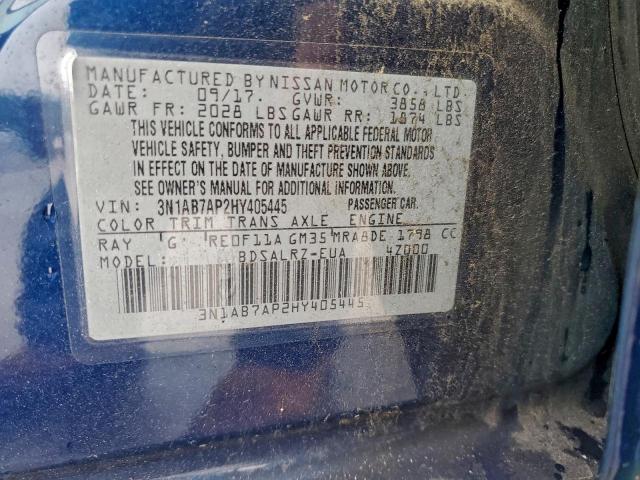 MANUFACTURED BY NISSAN MOTOR CO., LTD.
DATE: 09/17. GVWR: 3858 LBS
GAWR FR: 2028 LBS GAWR RR: 1874 LBS
THIS VEHICLE CONFORMS TO ALL APPLICABLE FEDERAL MOTOR
VEHICLE SAFETY, BUMPER AND THEFT PREVENTION STANDARDS
IN EFFECT ON THE DATE OF MANUFACTURE SHOWN ABOVE.
SEE OWNER'S MANUAL FOR ADDITIONAL INFORMATION.
VIN: 3N1AB7AP2HY405445 PASSENGER CAR.
COLOR TRIM TRANS AXLE ENGINE
RAY G RE0F11A GM35 MRA8DE 1798 CC
MODEL: BDSALRZ-EUA 4Z000
3N1AB7AP2HY405445